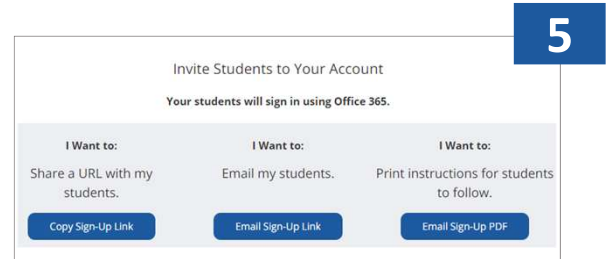 5
Invite Students to Your Account
Your students will sign in using Office 365.
I Want to:
Share a URL with my
students.
Copy Sign-Up Link
I Want to:
Email my students.
Email Sign-Up Link
I Want to:
Print instructions for students
to follow.
Email Sign-Up PDF